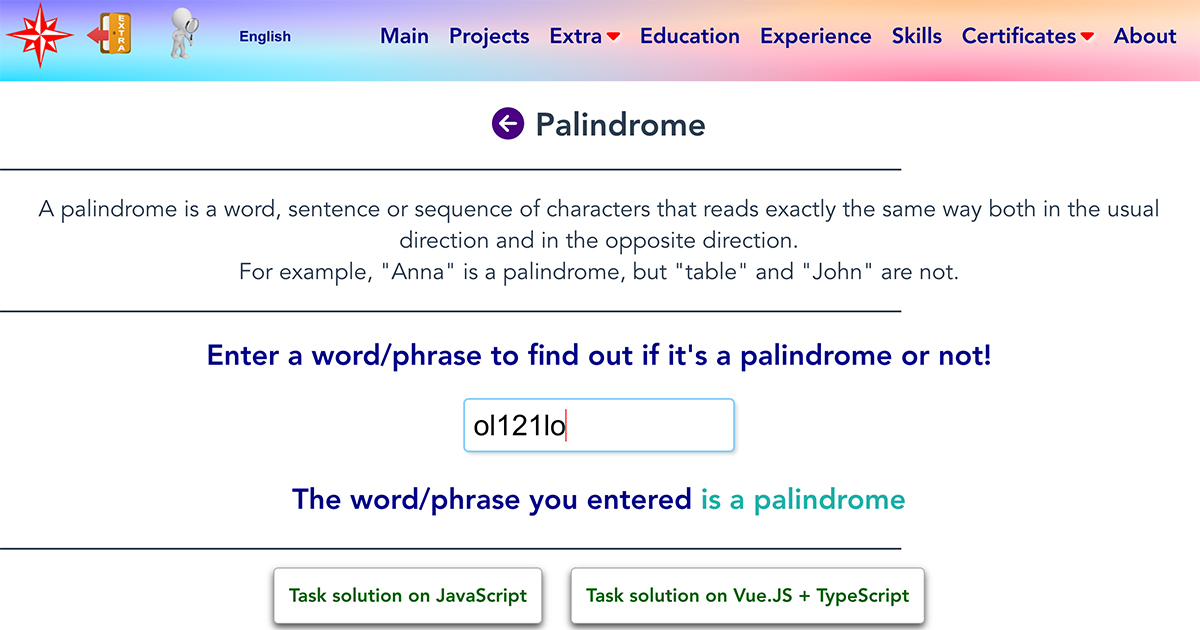 EXTRA
English
Main Projects Extra Education Experience Skills Certificates About
Palindrome
A palindrome is a word, sentence or sequence of characters that reads exactly the same way both in the usual
direction and in the opposite direction.
For example, "Anna" is a palindrome, but "table" and "John" are not.
Enter a word/phrase to find out if it's a palindrome or not!
ol121lo
The word/phrase you entered is a palindrome
Task solution on JavaScript
Task solution on Vue.JS + TypeScript